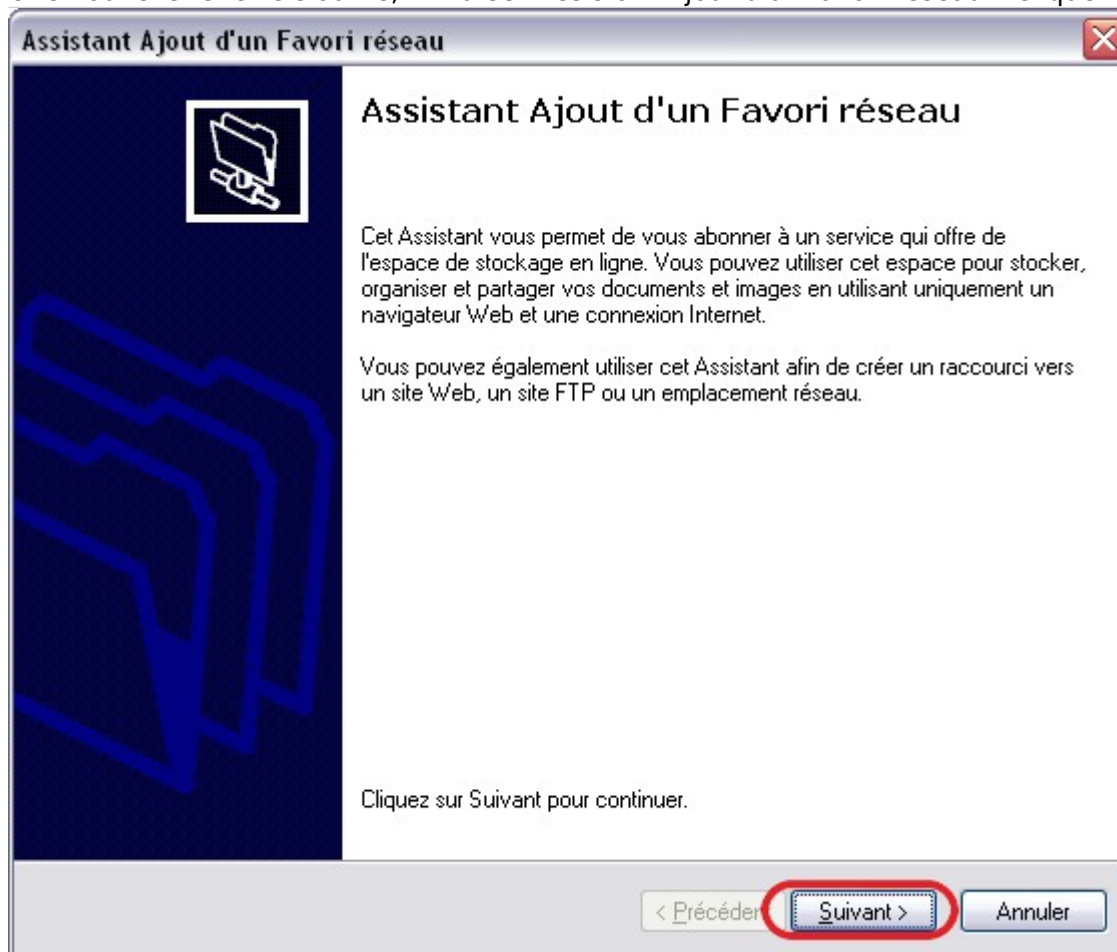 Assistant Ajout d'un Favori réseau
Assistant Ajout d'un Favori réseau
Cet Assistant vous permet de vous abonner à un service qui offre de
l'espace de stockage en ligne. Vous pouvez utiliser cet espace pour stocker,
organiser et partager vos documents et images en utilisant uniquement un
navigateur Web et une connexion Internet.
Vous pouvez également utiliser cet Assistant afin de créer un raccourci vers
un site Web, un site FTP ou un emplacement réseau.
Cliquez sur Suivant pour continuer.
< Précéden Suivant > Annuler